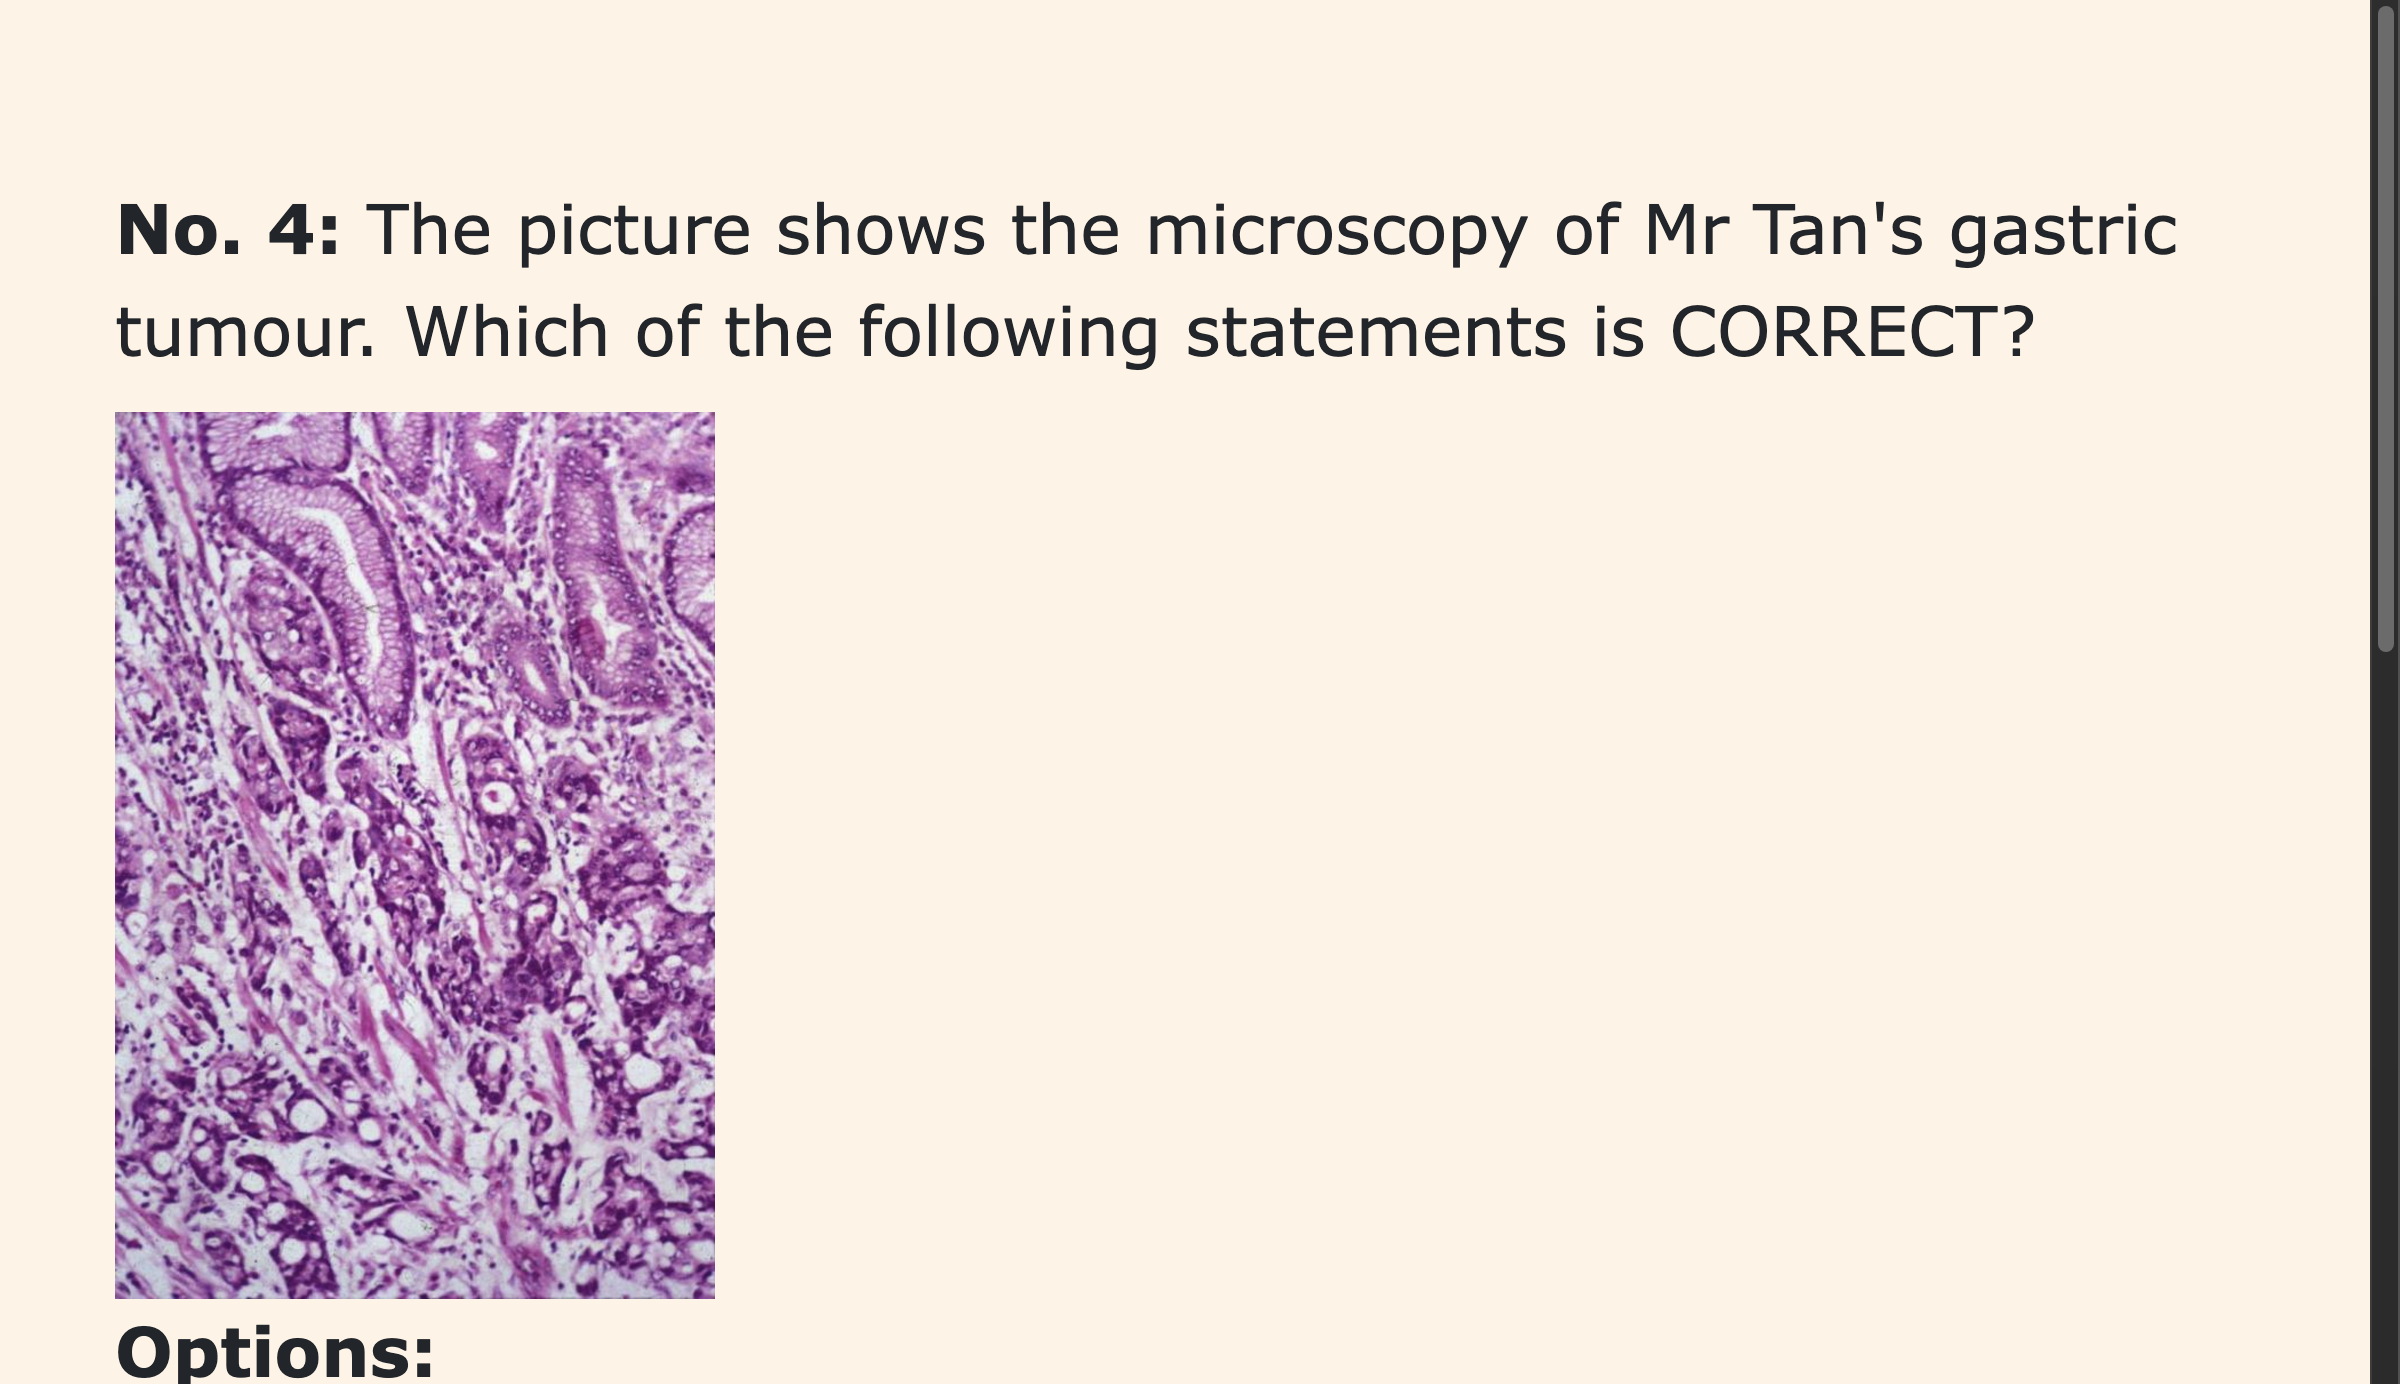 No. 4: The picture shows the microscopy of Mr Tan's gastric
tumour. Which of the following statements is CORRECT?
Options: